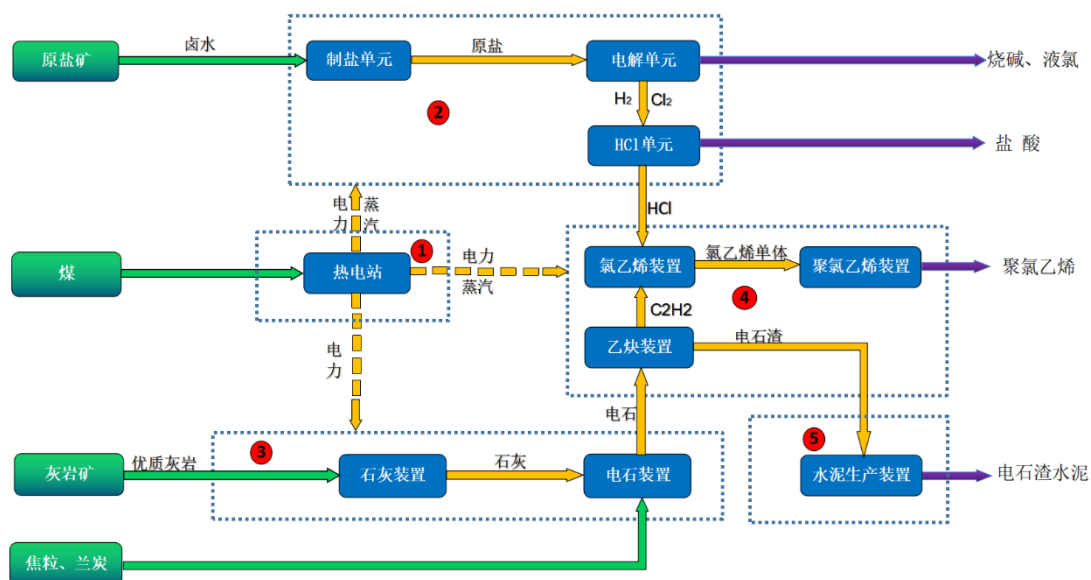 卤水
原盐
原盐矿
制盐单元
电解单元
烧碱、液氯
H₂
Cl₂
2
HCl单元
盐 酸
电力
蒸汽
HCl
1
电力
氯乙烯单体
煤
热电站
氯乙烯装置
聚氯乙烯装置
聚氯乙烯
蒸汽
4
C2H2
电石渣
乙炔装置
电力
电石
3
5
优质灰岩
石灰
灰岩矿
石灰装置
电石装置
水泥生产装置
电石渣水泥
焦粒、兰炭